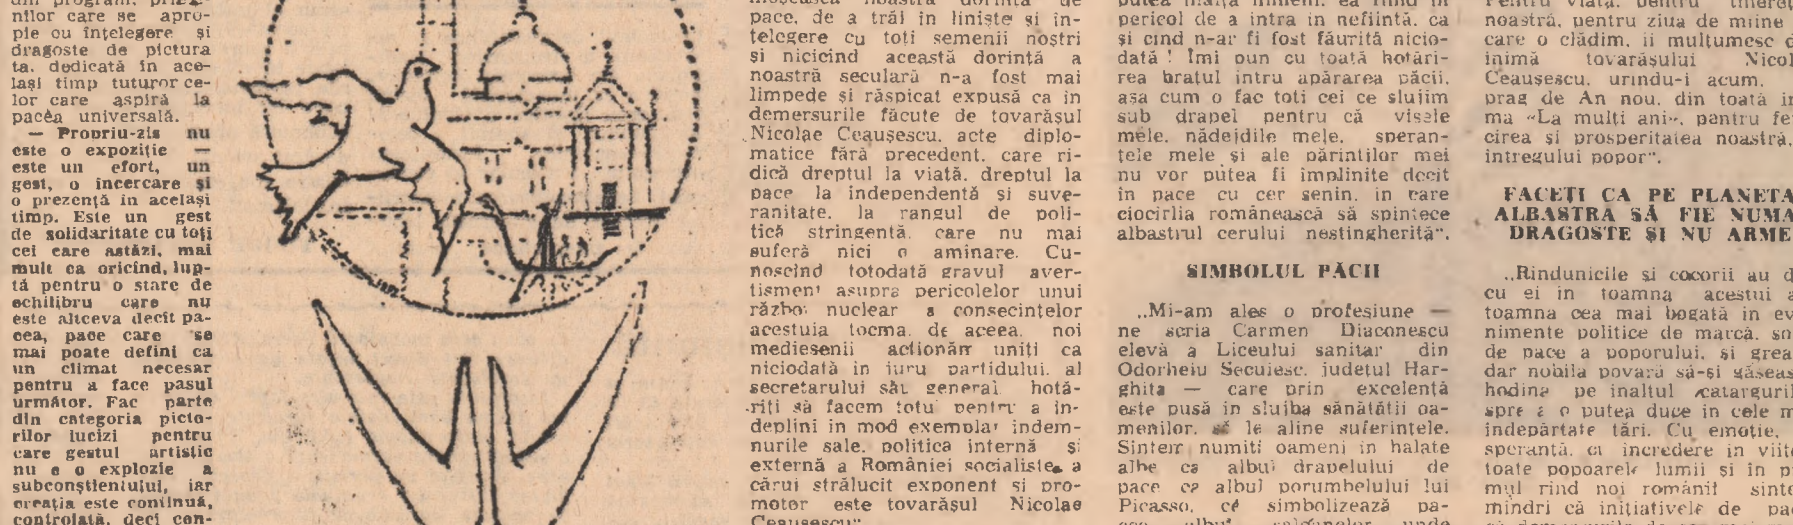 nilor care se apro-
pie cu înțelegere și
dragoste de pictura
ta, dedicată în ace-
lași timp tuturor ce-
lor care aspiră la
pacea universală.
— Propriu-zis nu
este o expoziție —
este un efort, un
gest, o încercare și
o prezență în același
timp. Este un gest
de solidaritate cu toți
cei care astăzi, mai
mult ca oricînd, lup-
tă pentru o stare de
echilibru care nu
este altceva decît pa-
cea, pace care se
mai poate defini ca
un climat necesar
pentru a face pasul
următor. Fac parte
din categoria picto-
rilor lucizi pentru
care gestul artistic
nu e o explozie a
subconștientului, iar
creația este continuă,
controlată, deci con-
pace, de a trăi în liniște și în-
țelegere cu toți semenii noștri
și nicicînd această dorință a
noastră seculară n-a fost mai
limpede și răspicat expusă ca în
demersurile făcute de tovarășul
Nicolae Ceaușescu, acte diplo-
matice fără precedent, care ri-
dică dreptul la viață, dreptul la
pace la independență și suve-
ranitate, la rangul de poli-
tică stringentă, care nu mai
suferă nici o amînare. Cu-
noscînd totodată gravul aver-
tisment asupra pericolelor unui
război nuclear a consecințelor
acestuia tocma. de aceea, noi
medieșenii acționăm uniți ca
niciodată în juru partidului, al
secretarului său general hotă-
rîți să facem totu pentru a în-
deplini în mod exemplar îndem-
nurile sale, politica internă și
externă a României socialiste, a
cărui strălucit exponent și pro-
motor este tovarășul Nicolae
Ceaușescu".
pericol de a intra în neființă, ca
și cînd n-ar fi fost făurită nicio-
dată ! Îmi pun cu toată hotărî-
rea brațul întru apărarea păcii,
așa cum o fac toți cei ce slujim
sub drapel pentru că visele
mele, nădejdile mele, speran-
țele mele și ale părinților mei
nu vor putea fi împlinite decît
în pace cu cer senin, în care
ciocîrlia românească să spintece
albastrul cerului nestingherită".
SIMBOLUL PĂCII
„Mi-am ales o profesiune —
ne scria Carmen Diaconescu
elevă a Liceului sanitar din
Odorheiu Secuiesc, județul Har-
ghita — care prin excelență
este pusă în slujba sănătății oa-
menilor, să le aline suferințele.
Sîntem numiți oameni în halate
albe ca albul drapelului de
pace ca albul porumbelului lui
Picasso, ce simbolizează pa-
noastră, pentru ziua de mîine
care o clădim, îi mulțumesc
inimă tovarășului Nicol
Ceaușescu, urîndu-i acum,
prag de An nou, din toată in
ma «La mulți ani», pentru fe
cirea și prosperitatea noastră,
întregului popor".
FACEȚI CA PE PLANETA
ALBASTRĂ SĂ FIE NUMA
DRAGOSTE ȘI NU ARME
„Rîndunicile și cocorii au d
cu ei în toamna acestui a
toamna cea mai bogată în ev
nimente politice de marcă, so
de pace a poporului, și grea
dar nobila povară să-și găseas
hodina pe înaltul catarguril
spre a o putea duce în cele m
îndepărtate țări. Cu emoție,
speranță, cu încredere în viit
toate popoarele lumii și în p
mul rînd noi românii sînte
mîndri că inițiativele de pac